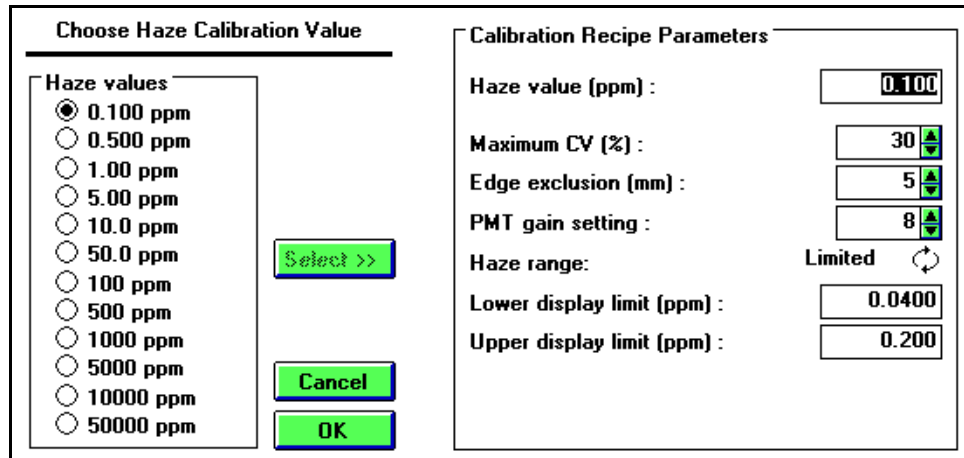 Choose Haze Calibration Value
Haze values
0.100 ppm
0.500 ppm
1.00 ppm
5.00 ppm
10.0 ppm
50.0 ppm
100 ppm
500 ppm
1000 ppm
5000 ppm
10000 ppm
50000 ppm
Select >>
Cancel
OK
Calibration Recipe Parameters
Haze value (ppm) : 0.100
Maximum CV (%) : 30
Edge exclusion (mm) : 5
PMT gain setting : 8
Haze range: Limited
Lower display limit (ppm) : 0.0400
Upper display limit (ppm) : 0.200